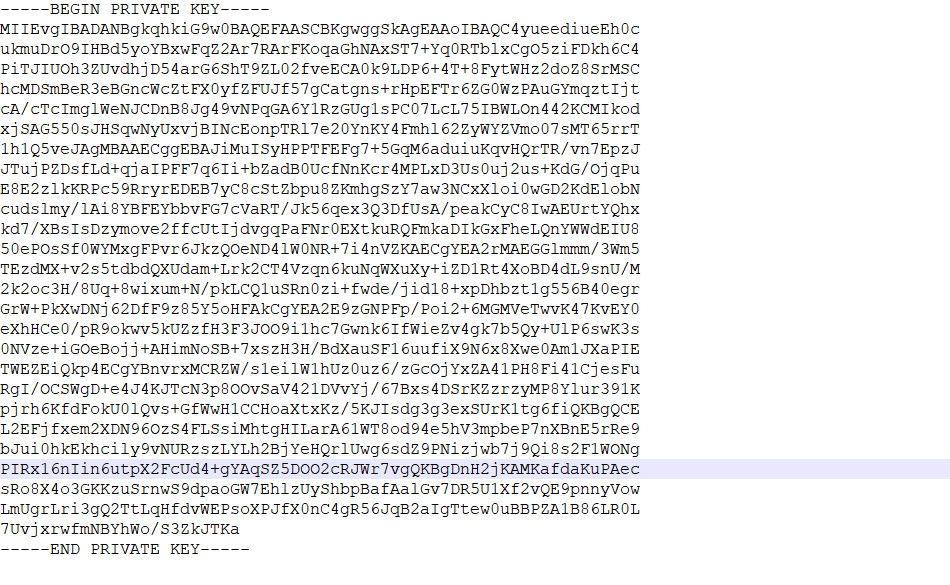 -----BEGIN PRIVATE KEY-----
MIIEvgIBADANBgkqhkiG9w0BAQEFAASCBKgwggSkAgEAAoIBAQC4yueediueEh0c
ukmuDrO9IHBd5yoYBxwFqZ2Ar7RArFKoqaGhNAxST7+Yq0RTblxCgO5ziFDkh6C4
PiTJIUOh3ZUvdhjD54arG6ShT9ZL02fveECA0k9LDP6+4T+8FytWHz2doZ8SrMSC
hcMDSmBeR3eBGncWcZtFX0yfZFUJf57gCatgns+rHpEFTr6ZG0WzPAuGYmqztIjt
cA/cTcImglWeNJCDnB8Jg49vNPqGA6Y1RzGUg1sPC07LcL75IBWLOn442KCMIkod
xjSAG550sJHSqwNyUxvjBINcEonpTRl7e20YnKY4Fmhl62ZyWYZVmo07sMT65rrT
1h1Q5veJAgMBAAECggEBAJiMuISyHPPTFEFg7+5GqM6aduiuKqvHQrTR/vn7EpzJ
JTujPZDsfLd+qjaIPFF7q6Ii+bZadB0UcfNnKcr4MPLxD3Us0uj2us+KdG/OjqPu
E8E2zlkKRPc59RryrEDEB7yC8cStZbpu8ZKmhgSzY7aw3NCxXloi0wGD2KdElobN
cudslmy/lAi8YBFEYbbvFG7cVaRT/Jk56qex3Q3DfUsA/peakCyC8IwAEUrtYQhx
kd7/XBsIsDzymove2ffcUtIjdvgqPaFNr0EXtkuRQFmkaDIkGxFheLQnYWWdEIU8
50ePOsSf0WYMxgFPvr6JkzQOeND4lW0NR+7i4nVZKAECgYEA2rMAEGGlmmm/3Wm5
TEzdMX+v2s5tdbdQXUdam+Lrk2CT4Vzqn6kuNqWXuXy+iZD1Rt4XoBD4dL9snU/M
2k2oc3H/8Uq+8wixum+N/pkLCQ1uSRn0zi+fwde/jid18+xpDhbzt1g556B40egr
GrW+PkXwDNj62DfF9z85Y5oHFAkCgYEA2E9zGNPFp/Poi2+6MGMVeTwvK47KvEY0
eXhHCe0/pR9okwv5kUZzfH3F3JOO9i1hc7Gwnk6IfWieZv4gk7b5Qy+UlP6swK3s
0NVze+iGOeBojj+AHimNoSB+7xszH3H/BdXauSF16uufiX9N6x8Xwe0Am1JXaPIE
TWEZEiQkp4ECgYBnvrxMCRZW/s1eilW1hUz0uz6/zGcOjYxZA41PH8Fi41CjesFu
RgI/OCSWgD+e4J4KJTcN3p8OOvSaV421DVvYj/67Bxs4DSrKZzrzyMP8Ylur391K
pjrh6KfdFokU0lQvs+GfWwH1CCHoaXtxKz/5KJIsdg3g3exSUrK1tg6fiQKBgQCE
L2EFjfxem2XDN96OzS4FLSsiMhtgHILarA61WT8od94e5hV3mpbeP7nXBnE5rRe9
bJui0hkEkhcily9vNURzszLYLh2BjYeHQrlUwg6sdZ9PNizjwb7j9Qi8s2F1WONg
PIRx16nIin6utpX2FcUd4+gYAqSZ5DOO2cRJWr7vgQKBgDnH2jKAMKafdaKuPAec
sRo8X4o3GKKzuSrnwS9dpaoGW7EhlzUyShbpBafAalGv7DR5U1Xf2vQE9pnnyVow
LmUgrLri3gQ2TtLqHfdvWEPsoXPJfX0nC4gR56JqB2aIgTtew0uBBPZA1B86LR0L
7UvjxrwfmNBYhWo/S3ZkJTKa
-----END PRIVATE KEY-----